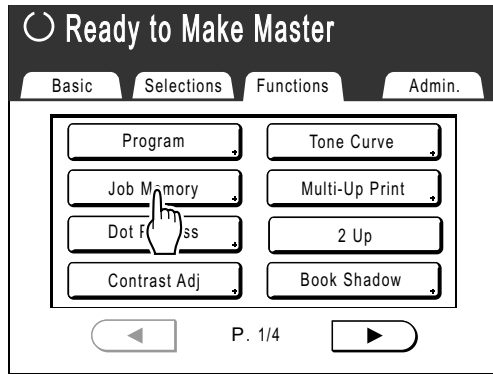 Ready to Make Master
Basic Selections Functions Admin.
Program Tone Curve
Job Memory Multi-Up Print
Dot 2 Up
Contrast Adj Book Shadow
P. 1/4